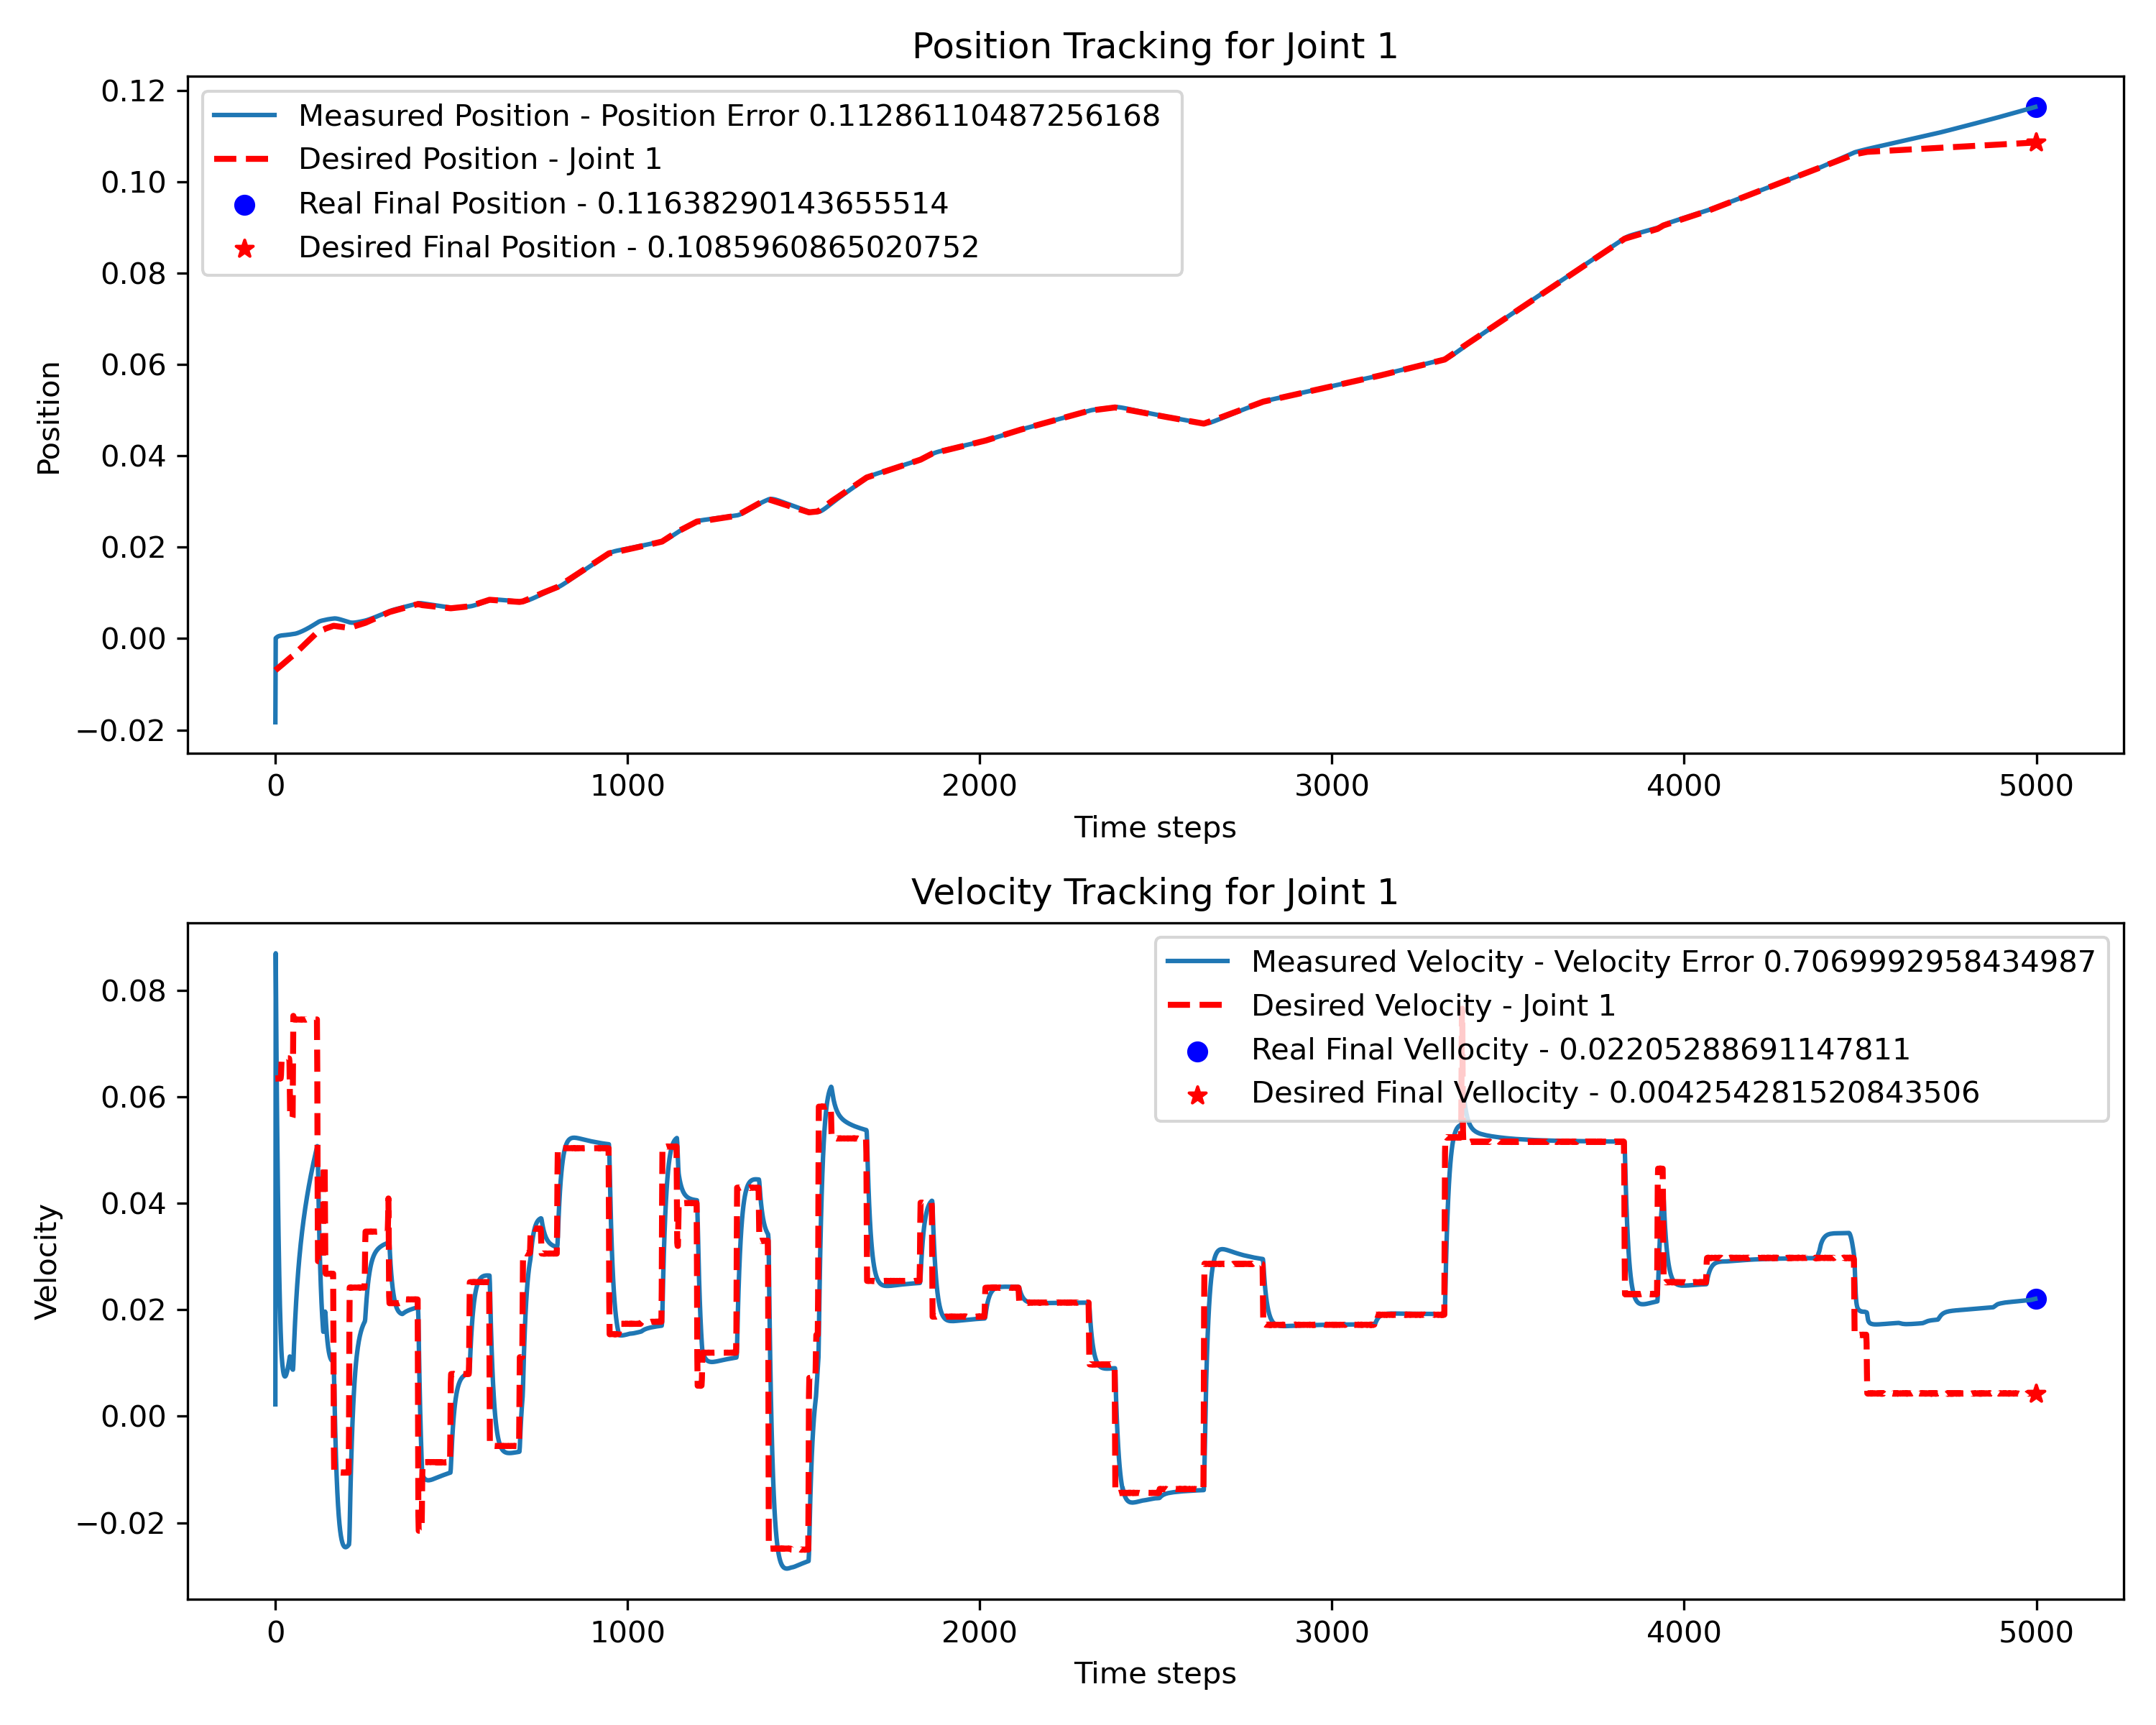 Position Tracking for Joint 1
0.12
0.10
0.08
0.06
0.04
0.02
0.00
−0.02
Position
Measured Position - Position Error 0.11286110487256168
Desired Position - Joint 1
Real Final Position - 0.11638290143655514
Desired Final Position - 0.1085960865020752
0 1000 2000 3000 4000 5000
Time steps
Velocity Tracking for Joint 1
0.08
0.06
0.04
0.02
0.00
−0.02
Velocity
Measured Velocity - Velocity Error 0.7069992958434987
Desired Velocity - Joint 1
Real Final Vellocity - 0.02205288691147811
Desired Final Vellocity - 0.004254281520843506
0 1000 2000 3000 4000 5000
Time steps